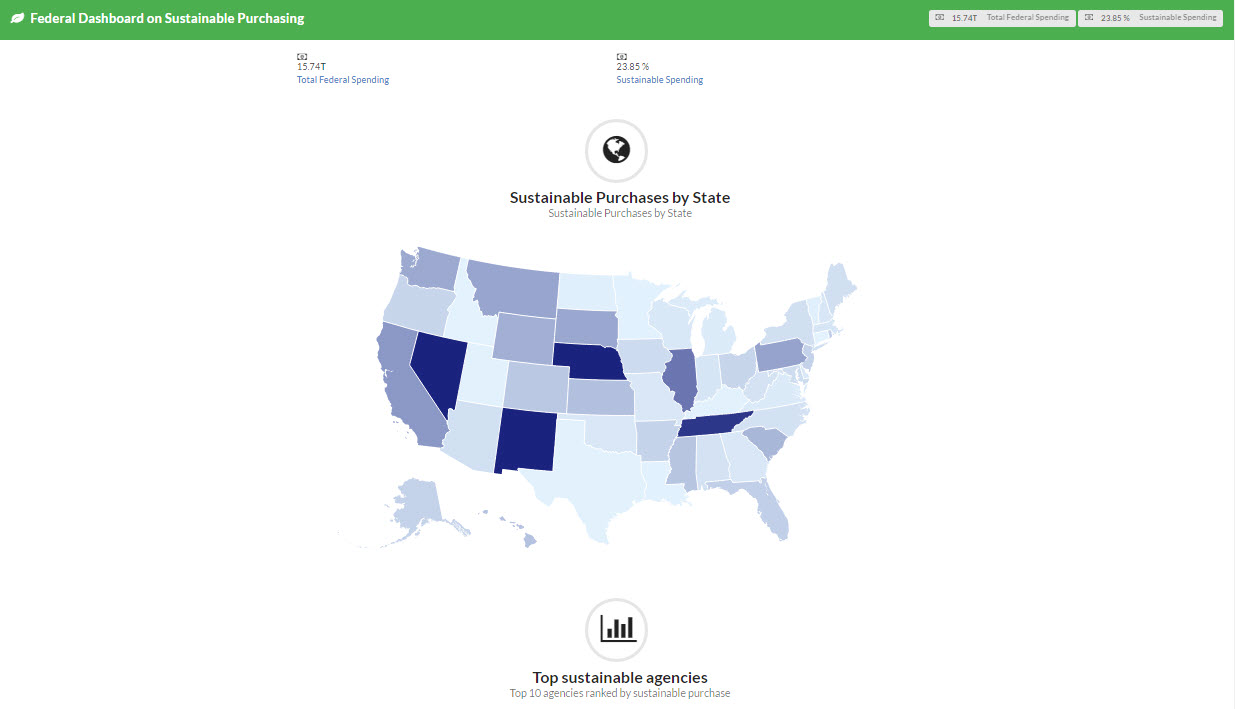 Federal Dashboard on Sustainable Purchasing
15.74T Total Federal Spending 23.85 % Sustainable Spending
15.74T
Total Federal Spending
23.85 %
Sustainable Spending
Sustainable Purchases by State
Sustainable Purchases by State
Top sustainable agencies
Top 10 agencies ranked by sustainable purchase